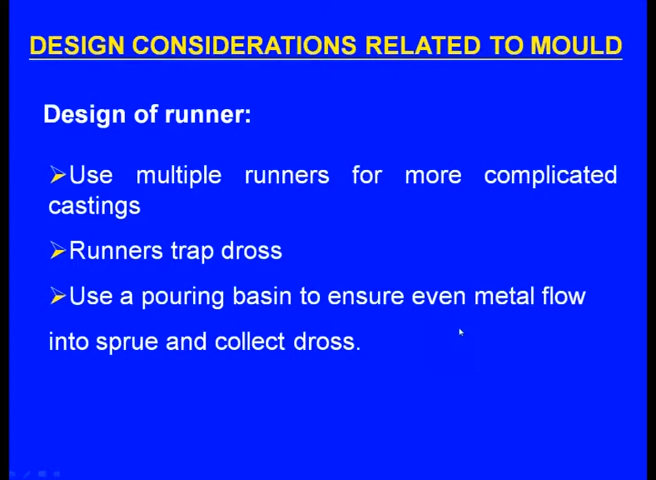 DESIGN CONSIDERATIONS RELATED TO MOULD
Design of runner:
➢Use multiple runners for more complicated
castings
➢Runners trap dross
➢Use a pouring basin to ensure even metal flow
into sprue and collect dross.